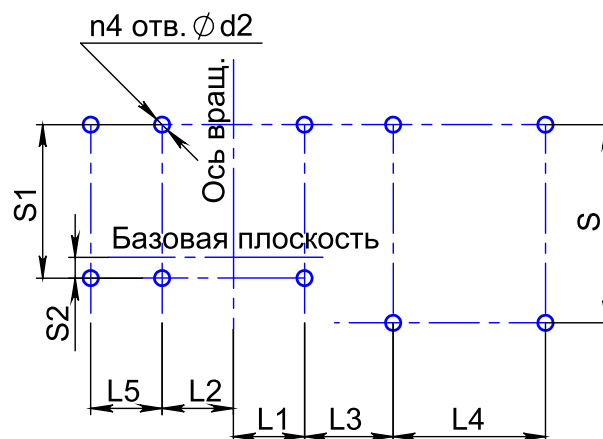 n4 отв. ∅ d2
Ось вращ.
S1
S
Базовая плоскость
S2
L5
L2
L1
L3
L4